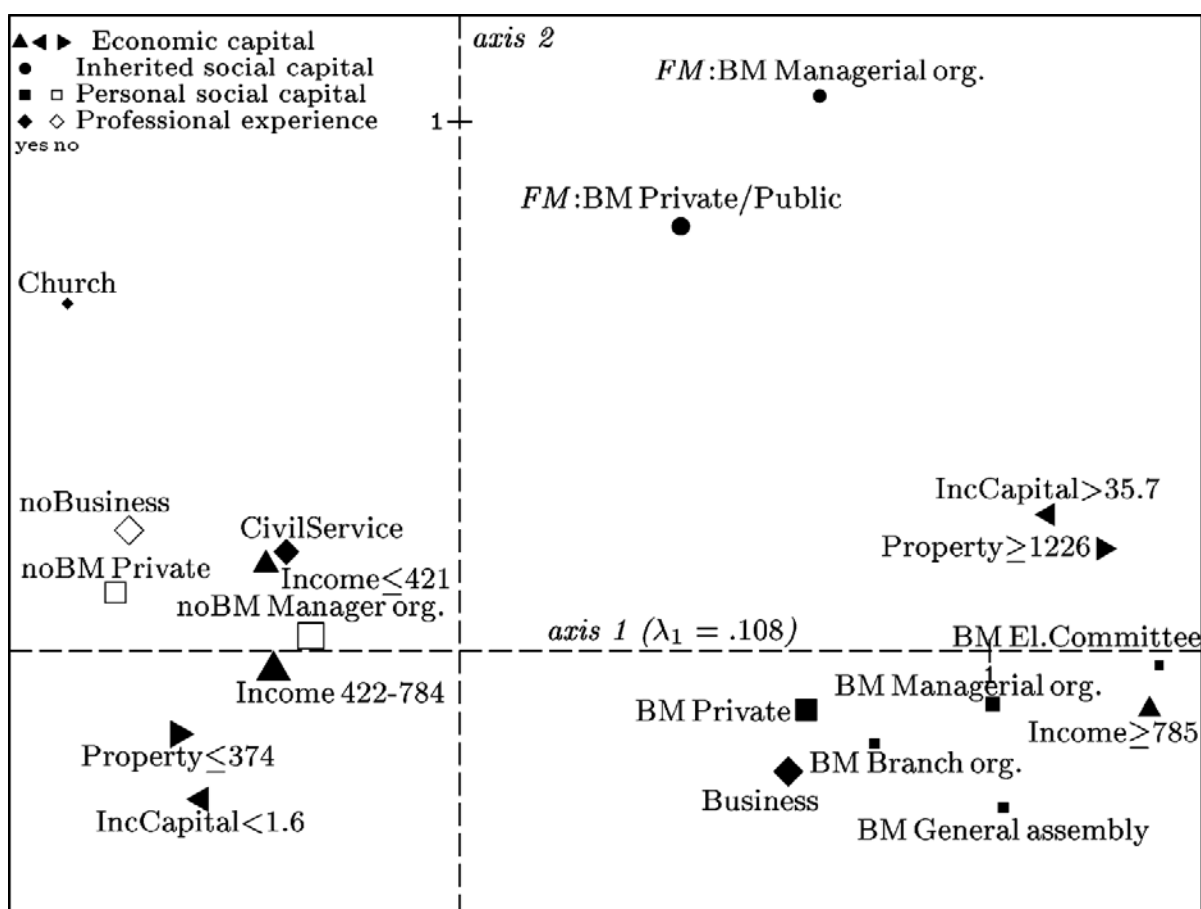 Economic capital
Inherited social capital
Personal social capital
Professional experience
yes no
axis 2
1
FM:BM Managerial org.
FM:BM Private/Public
Church
IncCapital>35.7
Property≥1226
noBusiness
CivilService
noBM Private
Income≤421
noBM Manager org.
axis 1 (λ₁ = .108)
BM El.Committee
1
Income 422-784
BM Managerial org.
BM Private
Income≥785
Property≤374
BM Branch org.
Business
IncCapital<1.6
BM General assembly